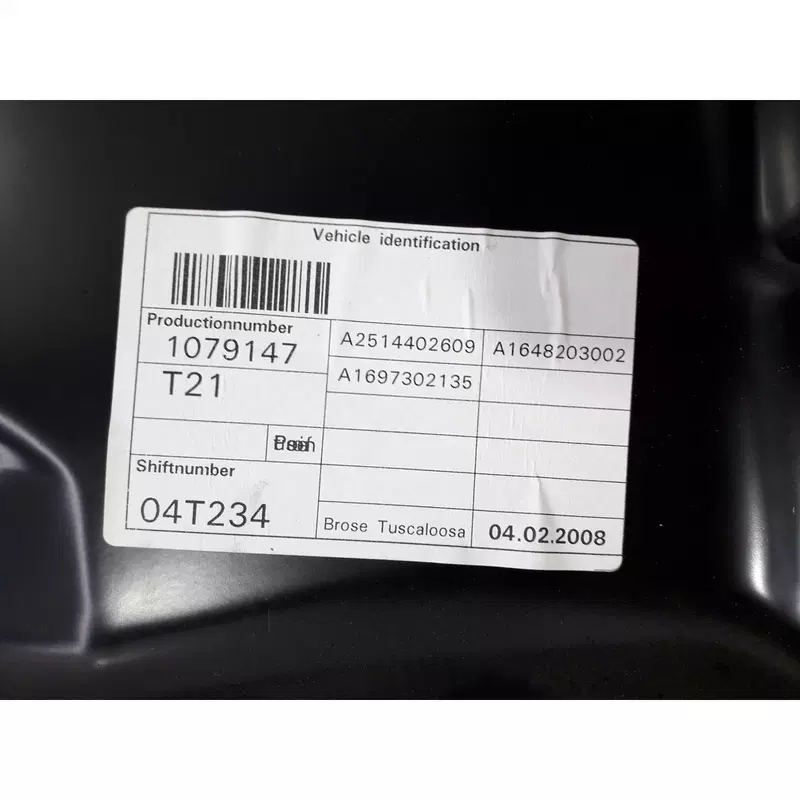 Vehicle identification
Productionnumber
1079147
T21
A2514402609 A1648203002
A1697302135
Shiftnumber
04T234
Brose Tuscaloosa 04.02.2008